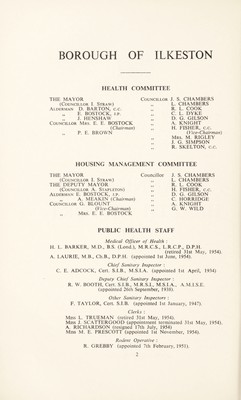 BOROUGH OF ILKESTON
HEALTH COMMITTEE
THE MAYOR
(COUNCILLOR J. STRAW)
ALDERMAN D. BARTON, C.C.
„ E. BOSTOCK, J.P.
„ J. HENSHAW
COUNCILLOR MRS. E. E. BOSTOCK
(Chairman)
„ P. E. BROWN
COUNCILLOR J. S. CHAMBERS
„ L. CHAMBERS
„ R. L. COOK
„ C. L. DYKE
„ D. G. GILSON
„ A. KNIGHT
„ H. FISHER, C.C.
(Vice-Chairman)
„ MRS. M. RIGLEY
„ J. G. SIMPSON
„ R. SKELTON, C.C.
HOUSING MANAGEMENT COMMITTEE
THE MAYOR
(COUNCILLOR J. STRAW)
THE DEPUTY MAYOR
(COUNCILLOR A. STAPLETON)
ALDERMEN E. BOSTOCK, J.P.
A. MEAKIN (Chairman)
COUNCILLOR G. BLOUNT
(Vice-Chairman)
„ MRS. E. E. BOSTOCK
Councillor J. S. CHAMBERS
„ L. CHAMBERS
„ R. L. COOK
„ H. FISHER, C.C.
„ D. G. GILSON
„ C. HORRIDGE
„ A. KNIGHT
„ G. W. WILD
PUBLIC HEALTH STAFF
Medical Officer of Health :
H. L. BARKER, M.D., B.S. (Lond.), M.R.C.S., L.R.C.P., D.P.H.
(retired 31st May, 1954).
A. LAURIE, M.B., Ch.B., D.P.H. (appointed 1st June, 1954).
Chief Sanitary Inspector :
C. E. ADCOCK, Cert. S.I.B., M.S.I.A. (appointed 1st April, 1934)
Deputy Chief Sanitary Inspector :
R. W. BOOTH, Cert. S.I.B., M.R.S.I., M.S.I.A., A.M.I.S.E.
(appointed 26th September, 1938).
Other Sanitary Inspectors :
F. TAYLOR, Cert. S.I.B. (appointed 1st January, 1947).
Clerks :
Miss L. TRUEMAN (retired 31st May, 1954).
Miss J. SCATTERGOOD (appointment terminated 31st May, 1954).
A. RICHARDSON (resigned 17th July, 1954)
Miss M. E. PRESCOTT (appointed 1st November, 1954).
Rodent Operative :
R. GREBBY (appointed 7th February, 1951).
2